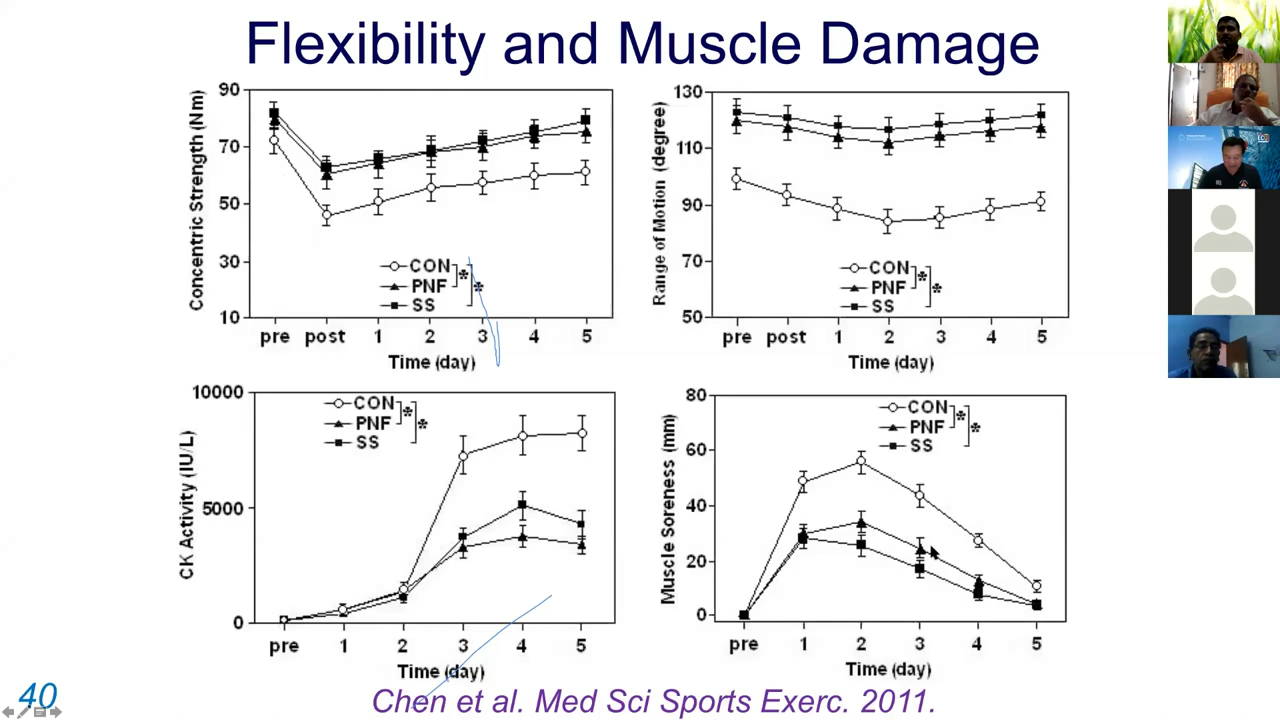 Flexibility and Muscle Damage
Concentric Strength (Nm)
90
70
50
30
10
CON
PNF
SS
*
*
pre post 1 2 3 4 5
Time (day)
Range of Motion (degree)
130
110
90
70
50
CON
PNF
SS
*
*
pre post 1 2 3 4 5
Time (day)
CK Activity (IU/L)
10000
5000
0
CON
PNF
SS
*
*
pre 1 2 3 4 5
Time (day)
Muscle Soreness (mm)
80
60
40
20
0
CON
PNF
SS
*
*
pre 1 2 3 4 5
Time (day)
40
Chen et al. Med Sci Sports Exerc. 2011.